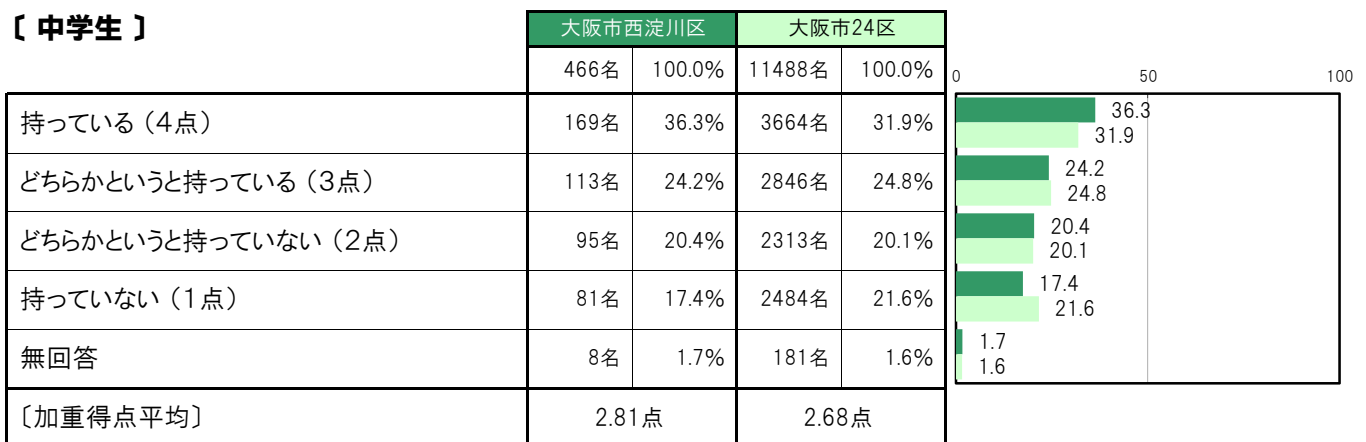 〔 中学生 〕
大阪市西淀川区 大阪市24区
466名 100.0% 11488名 100.0%
0 50 100
持っている（4点） 169名 36.3% 3664名 31.9%
36.3
31.9
どちらかというと持っている（3点） 113名 24.2% 2846名 24.8%
24.2
24.8
どちらかというと持っていない（2点） 95名 20.4% 2313名 20.1%
20.4
20.1
持っていない（1点） 81名 17.4% 2484名 21.6%
17.4
21.6
無回答 8名 1.7% 181名 1.6%
1.7
1.6
〔加重得点平均〕 2.81点 2.68点